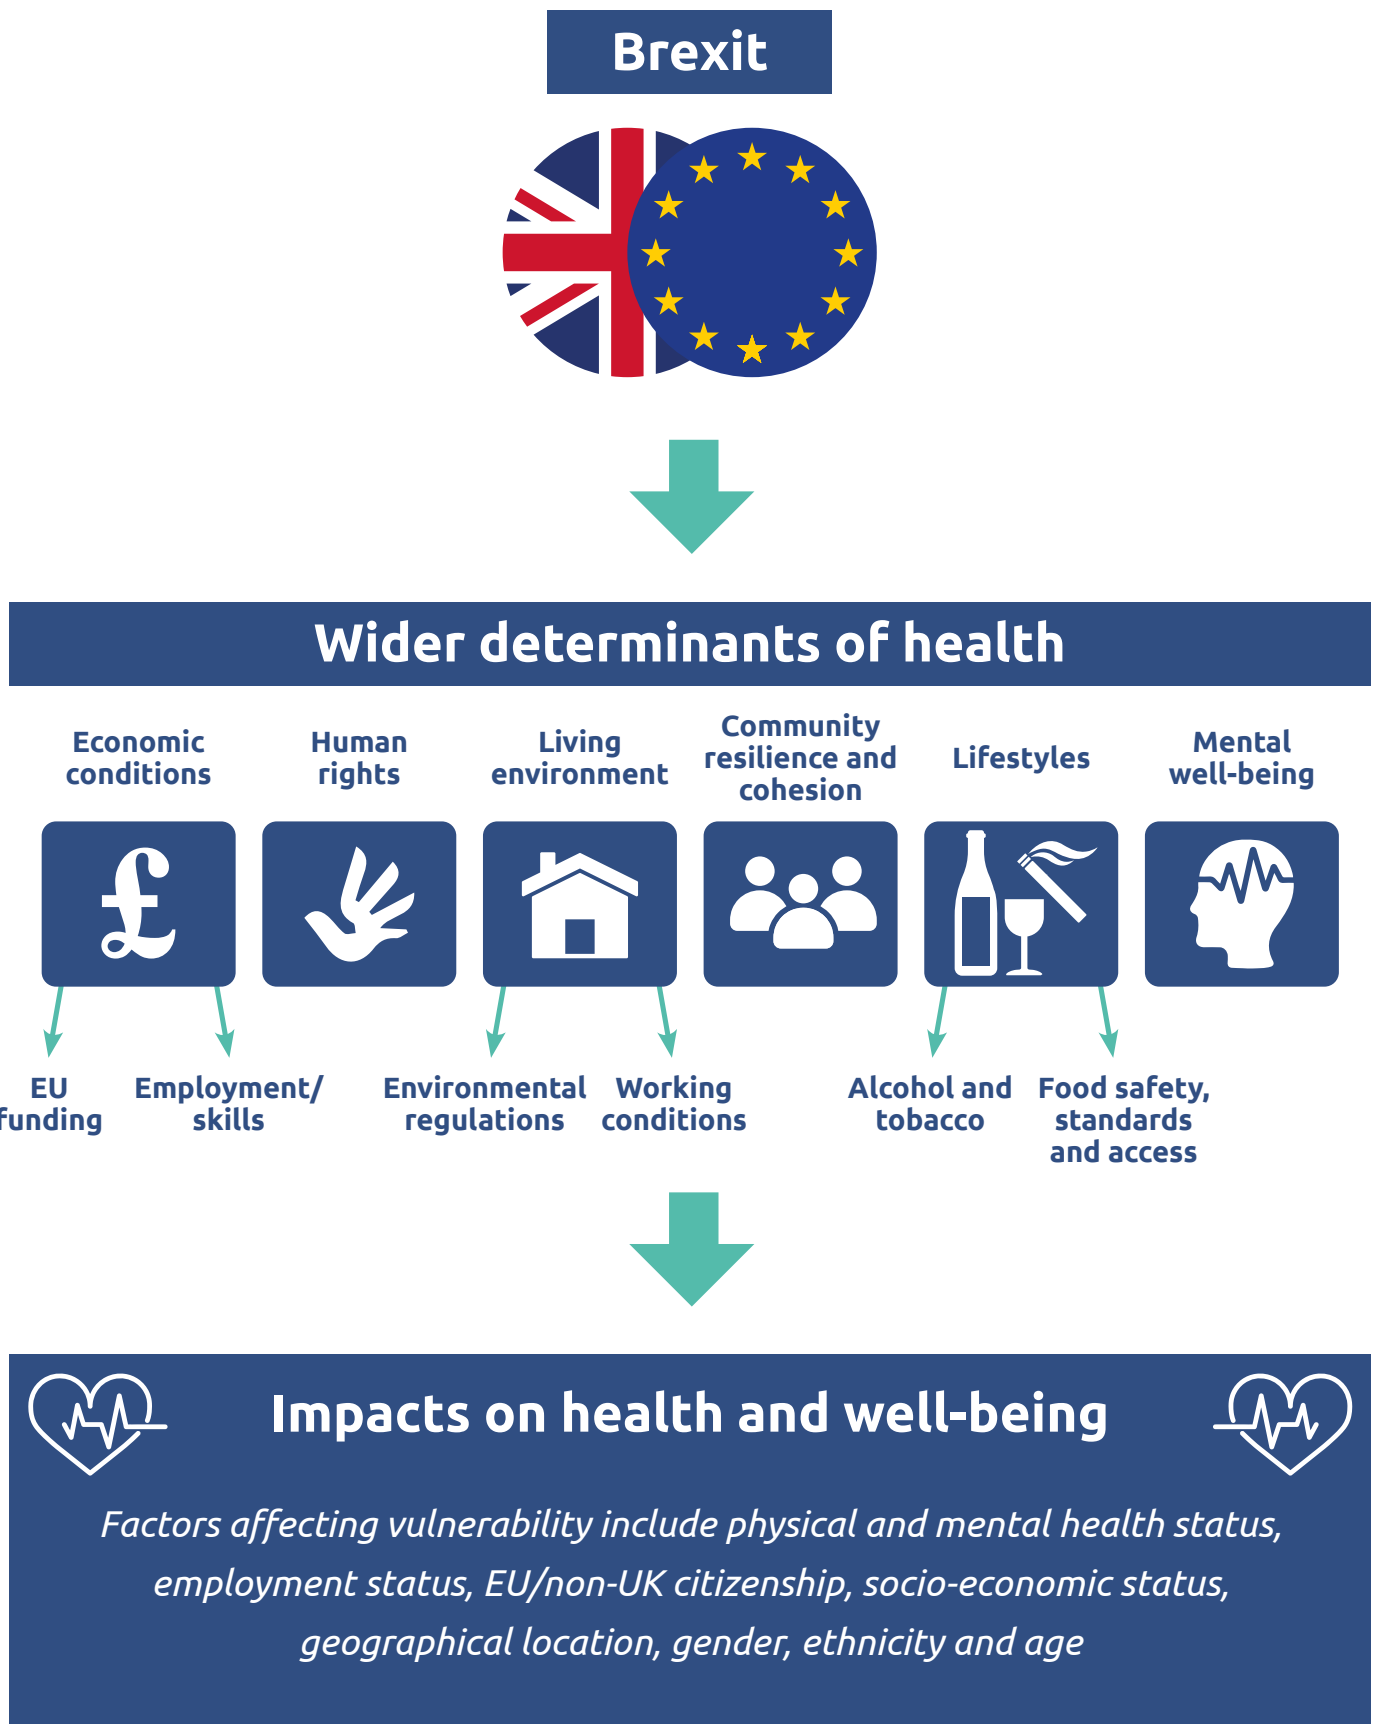 Brexit
Wider determinants of health
Economic
conditions
Human
rights
Living
environment
Community
resilience and
cohesion
Lifestyles
Mental
well-being
£
EU
funding
Employment/
skills
Environmental
regulations
Working
conditions
Alcohol and
tobacco
Food safety,
standards
and access
Impacts on health and well-being
Factors affecting vulnerability include physical and mental health status,
employment status, EU/non-UK citizenship, socio-economic status,
geographical location, gender, ethnicity and age